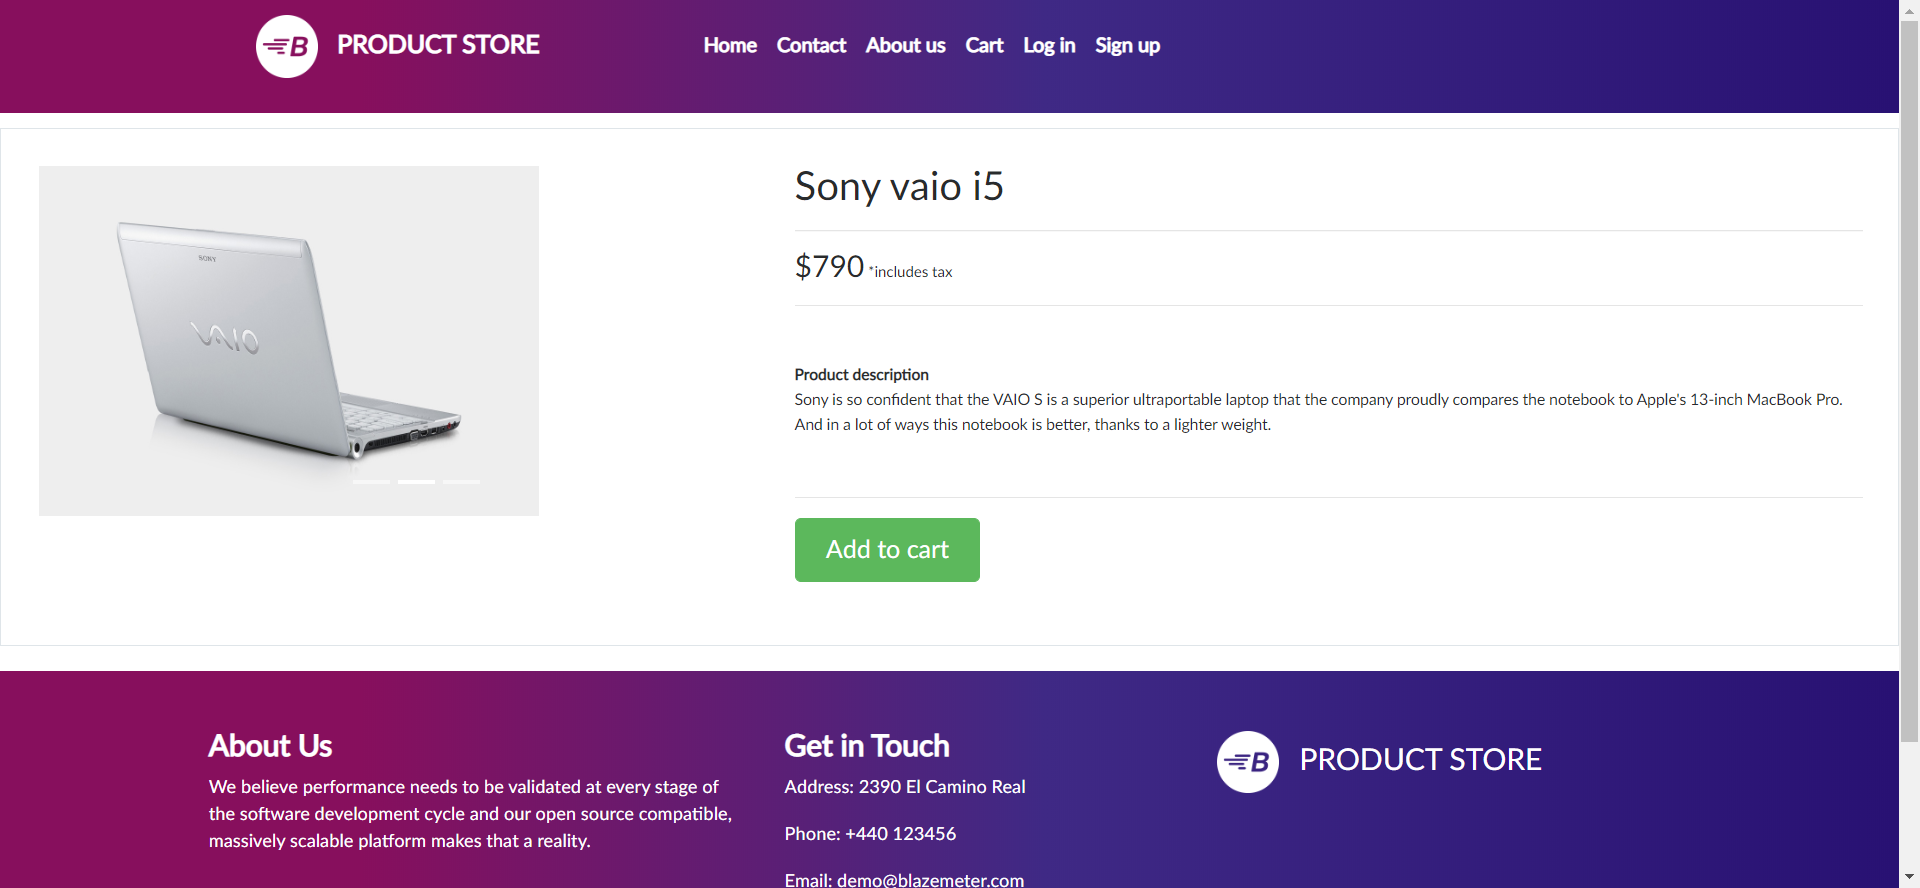 B PRODUCT STORE Home Contact About us Cart Log in Sign up
SONY
VAIO
Sony vaio i5
$790 *includes tax
Product description
Sony is so confident that the VAIO S is a superior ultraportable laptop that the company proudly compares the notebook to Apple's 13-inch MacBook Pro.
And in a lot of ways this notebook is better, thanks to a lighter weight.
Add to cart
About Us
We believe performance needs to be validated at every stage of
the software development cycle and our open source compatible,
massively scalable platform makes that a reality.
Get in Touch
Address: 2390 El Camino Real
Phone: +440 123456
Email: demo@blazemeter.com
B PRODUCT STORE